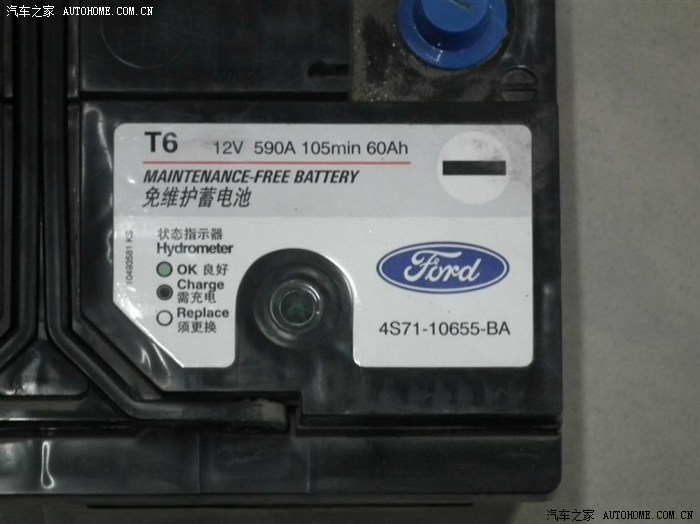 汽车之家 AUTOHOME.COM.CN
T6 12V 590A 105min 60Ah
MAINTENANCE-FREE BATTERY
免维护蓄电池
状态指示器
Hydrometer
OK 良好
Charge
需充电
Replace
须更换
10493581 KS
Ford
4S71-10655-BA
汽车之家 AUTOHOME.COM.CN